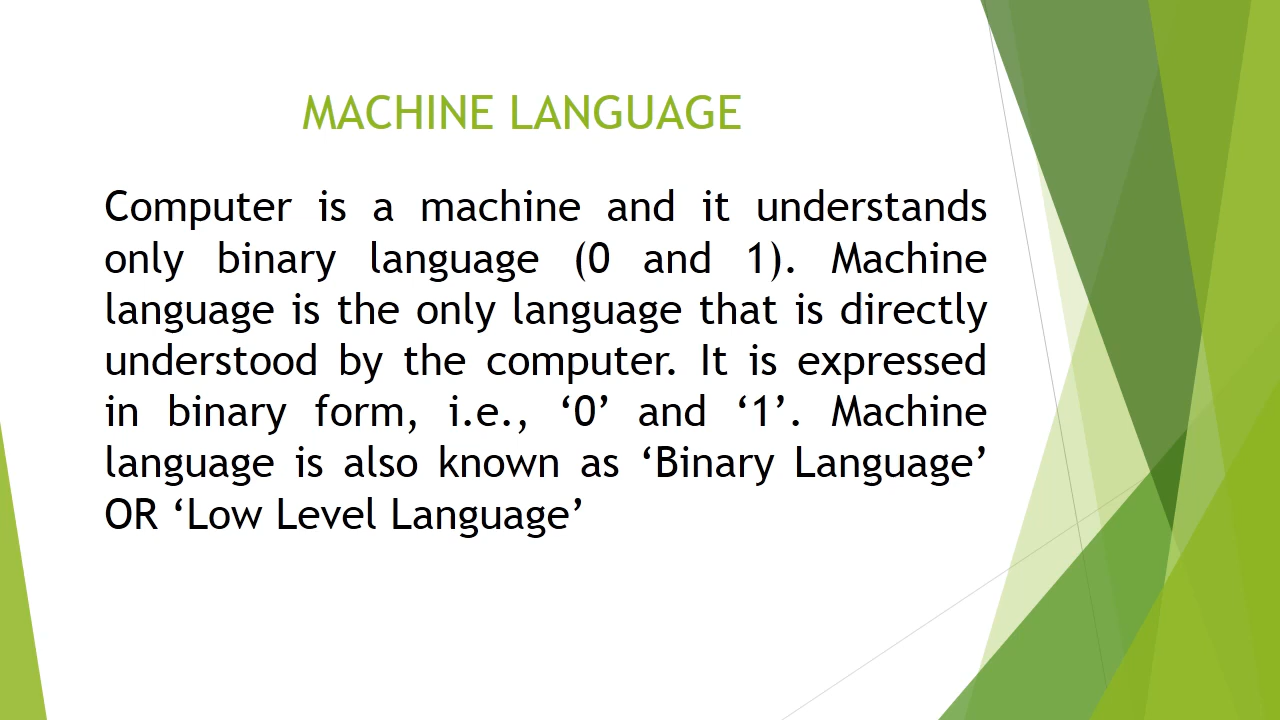 MACHINE LANGUAGE
Computer is a machine and it understands
only binary language (0 and 1). Machine
language is the only language that is directly
understood by the computer. It is expressed
in binary form, i.e., ‘0’ and ‘1’. Machine
language is also known as ‘Binary Language’
OR ‘Low Level Language’